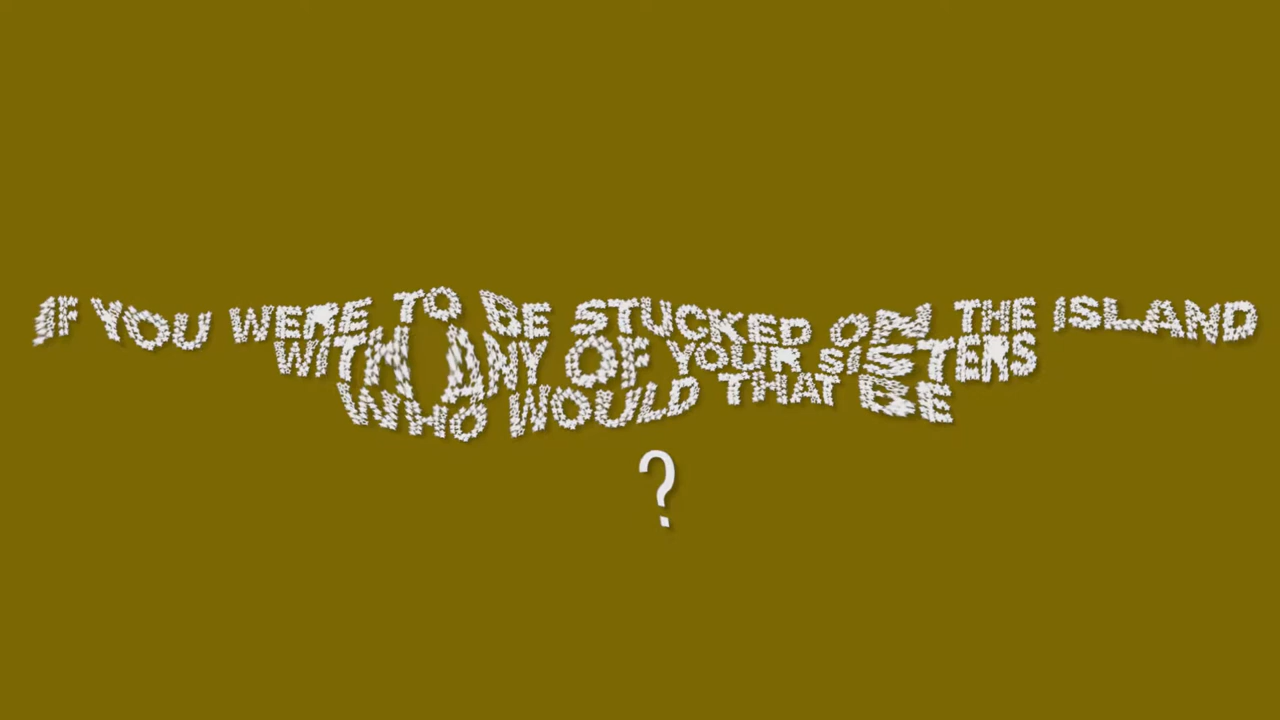 IF YOU WERE TO BE STUCKED ON THE ISLAND
WITH ANY OF YOUR SISTERS
WHO WOULD THAT BE
?